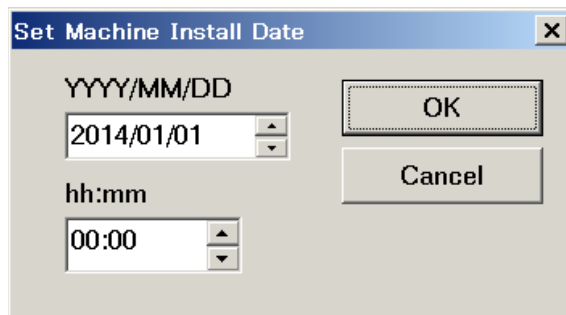 Set Machine Install Date
YYYY/MM/DD
2014/01/01
OK
Cancel
hh:mm
00:00